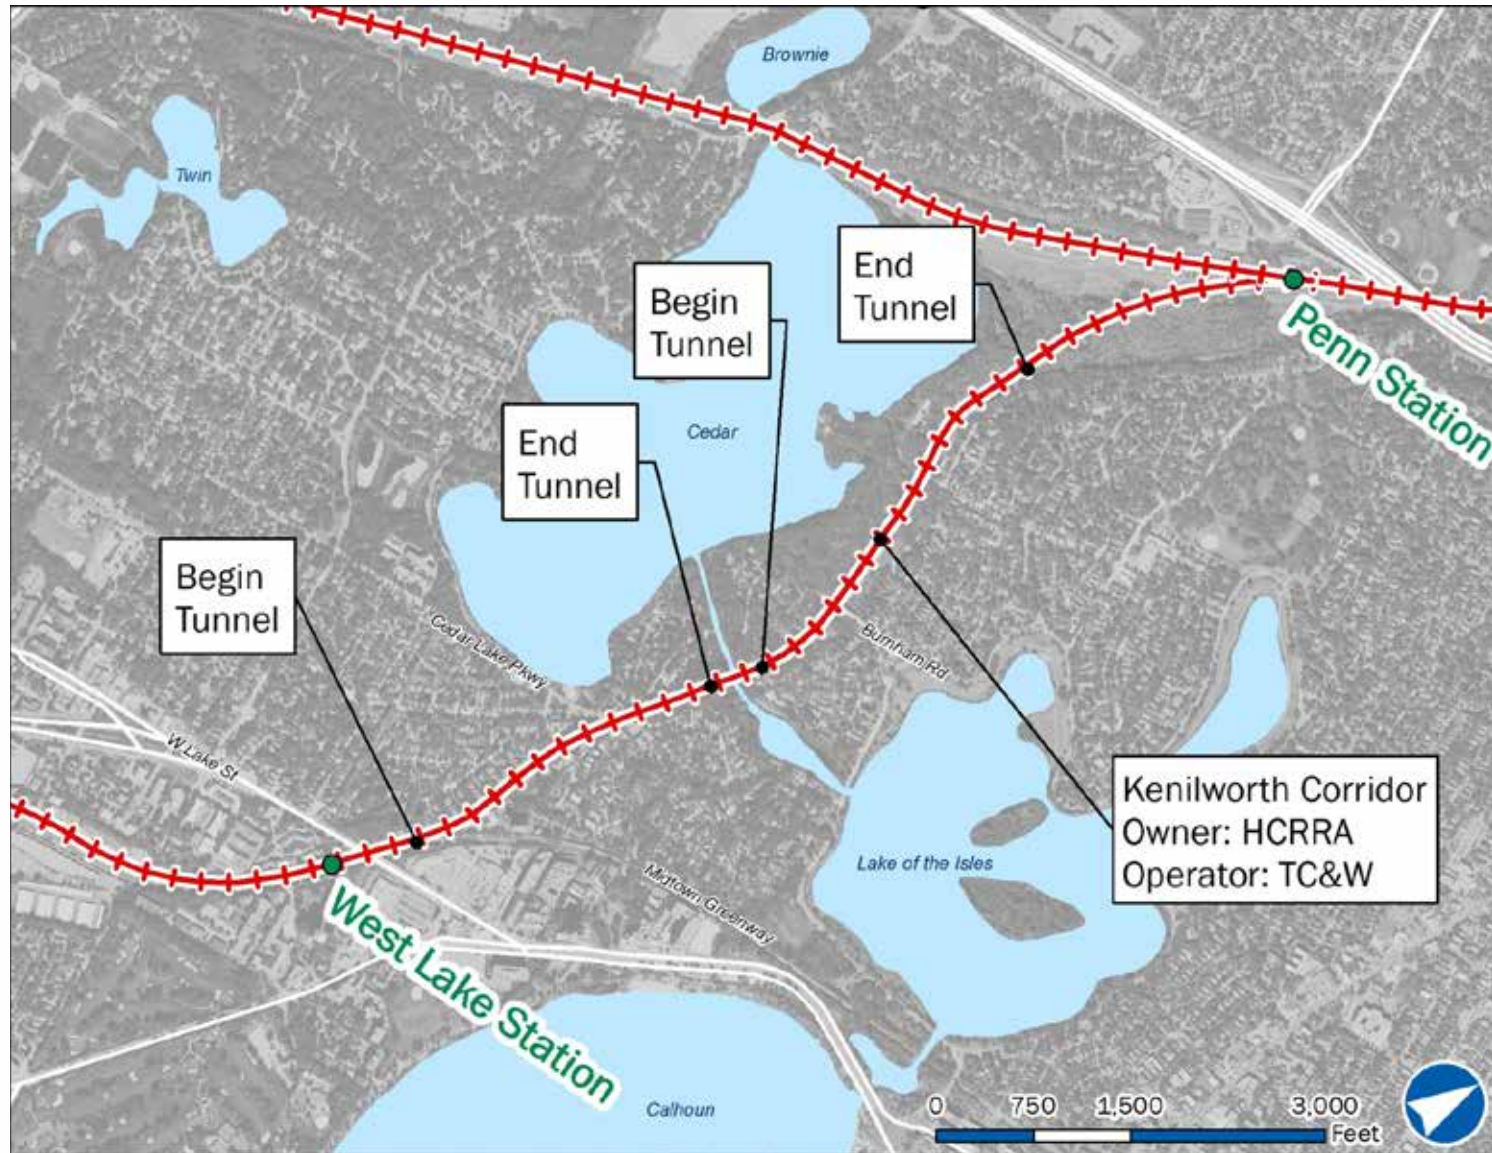 Brownie
Twin
End
Tunnel
Begin
Tunnel
Penn Station
Cedar
End
Tunnel
Begin
Tunnel
Cedar Lake Pkwy
Burnham Rd
W Lake St
Kenilworth Corridor
Owner: HCRRA
Operator: TC&W
Lake of the Isles
Midtown Greenway
West Lake Station
Calhoun
0 750 1,500 3,000
Feet